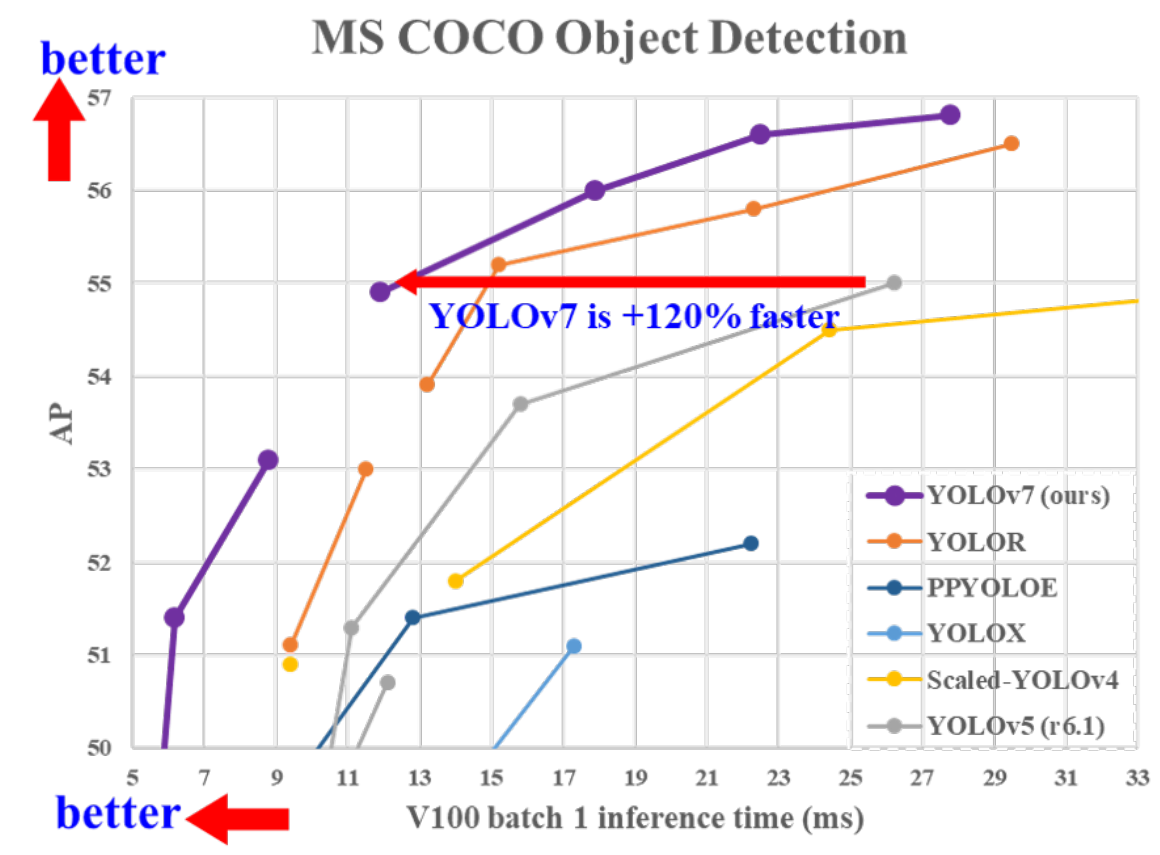 MS COCO Object Detection
better
57
56
55
54
53
52
51
50
AP
YOLOv7 is +120% faster
YOLOv7 (ours)
YOLOR
PPYOLOE
YOLOX
Scaled-YOLOv4
YOLOv5 (r6.1)
5 7 9 11 13 15 17 19 21 23 25 27 29 31 33
better
V100 batch 1 inference time (ms)